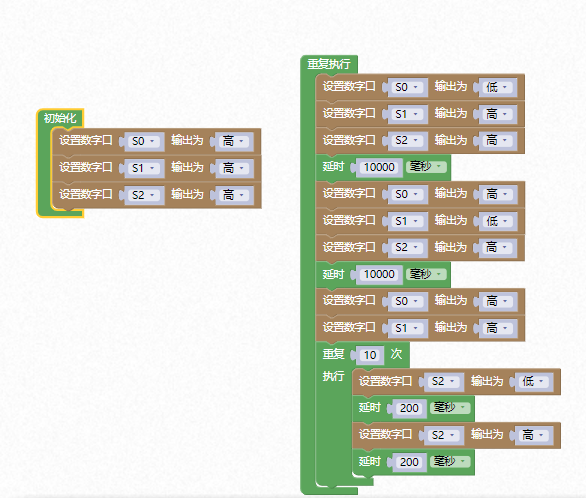 初始化
设置数字口 S0 输出为 高
设置数字口 S1 输出为 高
设置数字口 S2 输出为 高
重复执行
设置数字口 S0 输出为 低
设置数字口 S1 输出为 高
设置数字口 S2 输出为 高
延时 10000 毫秒
设置数字口 S0 输出为 高
设置数字口 S1 输出为 低
设置数字口 S2 输出为 高
延时 10000 毫秒
设置数字口 S0 输出为 高
设置数字口 S1 输出为 高
重复 10 次
执行
设置数字口 S2 输出为 低
延时 200 毫秒
设置数字口 S2 输出为 高
延时 200 毫秒